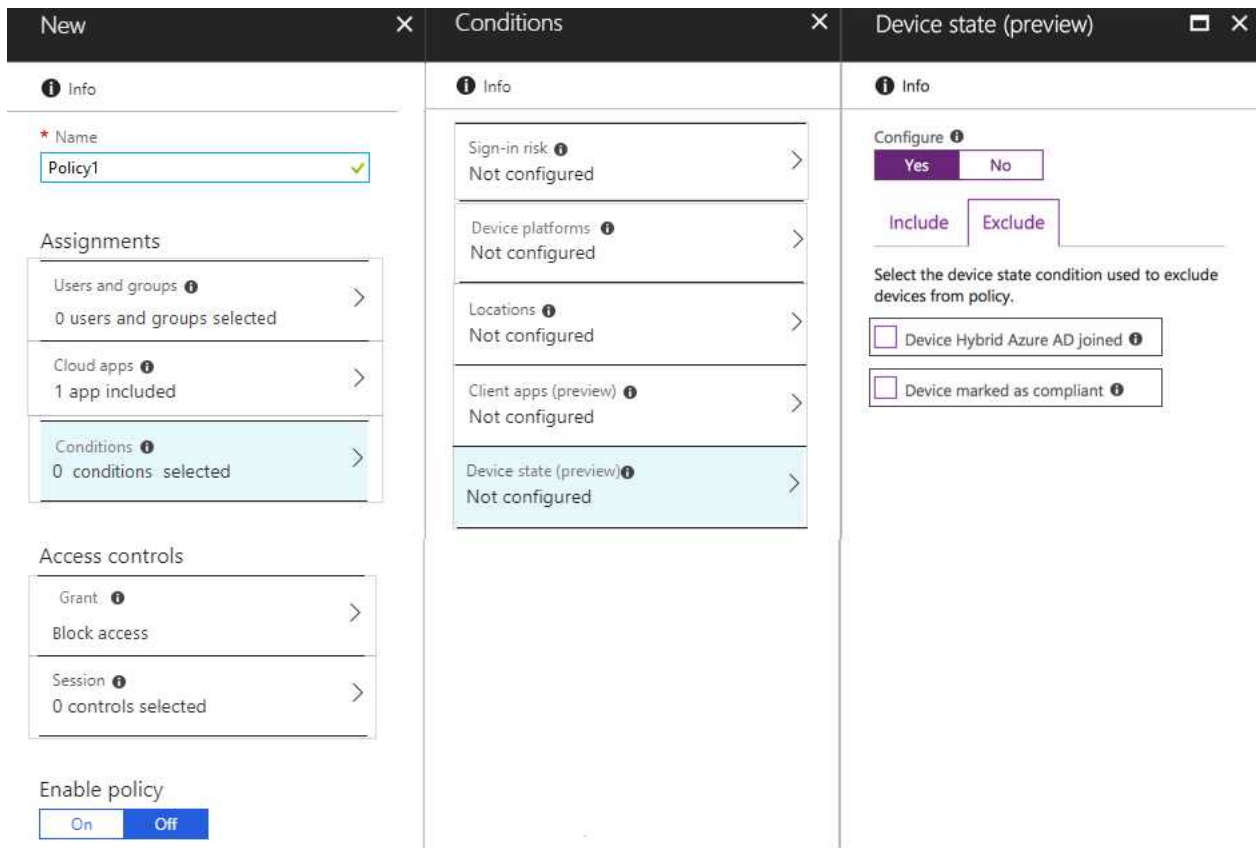 New
Info
* Name
Policy1
Assignments
Users and groups
0 users and groups selected
Cloud apps
1 app included
Conditions
0 conditions selected
Access controls
Grant
Block access
Session
0 controls selected
Enable policy
On Off
Conditions
Info
Sign-in risk
Not configured
Device platforms
Not configured
Locations
Not configured
Client apps (preview)
Not configured
Device state (preview)
Not configured
Device state (preview)
Info
Configure
Yes No
Include Exclude
Select the device state condition used to exclude
devices from policy.
Device Hybrid Azure AD joined
Device marked as compliant